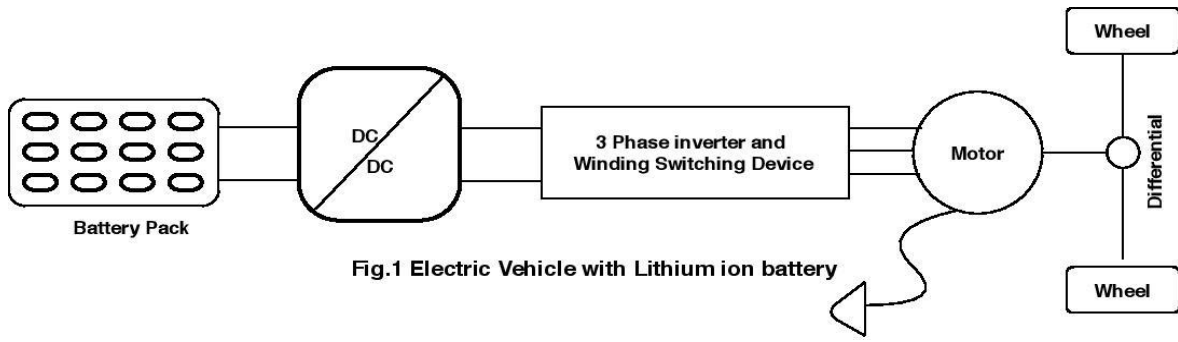 Wheel
DC
DC
3 Phase inverter and
Winding Switching Device
Motor
Differential
Battery Pack
Fig.1 Electric Vehicle with Lithium ion battery
Wheel